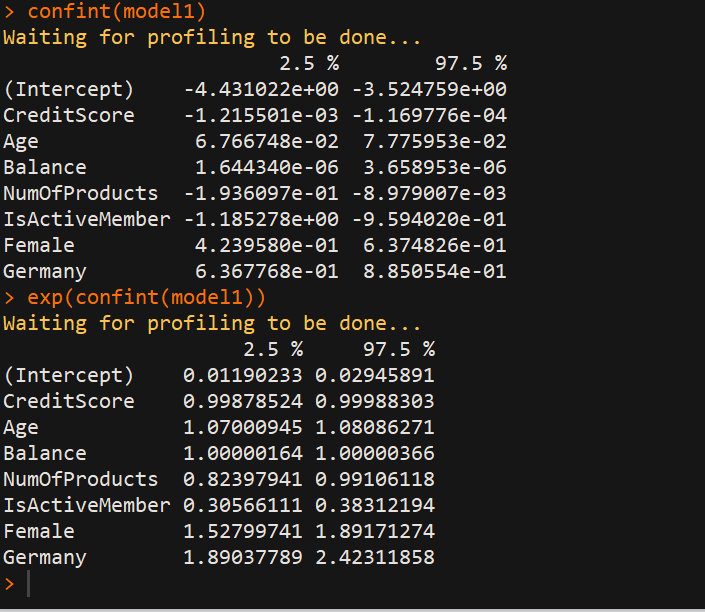 > confint(model1)
Waiting for profiling to be done...
                       2.5 %        97.5 %
(Intercept)    -4.431022e+00 -3.524759e+00
CreditScore    -1.215501e-03 -1.169776e-04
Age             6.766748e-02  7.775953e-02
Balance         1.644340e-06  3.658953e-06
NumOfProducts  -1.936097e-01 -8.979007e-03
IsActiveMember -1.185278e+00 -9.594020e-01
Female          4.239580e-01  6.374826e-01
Germany         6.367768e-01  8.850554e-01
> exp(confint(model1))
Waiting for profiling to be done...
                    2.5 %     97.5 %
(Intercept)    0.01190233 0.02945891
CreditScore    0.99878524 0.99988303
Age            1.07000945 1.08086271
Balance        1.00000164 1.00000366
NumOfProducts  0.82397941 0.99106118
IsActiveMember 0.30566111 0.38312194
Female         1.52799741 1.89171274
Germany        1.89037789 2.42311858
>